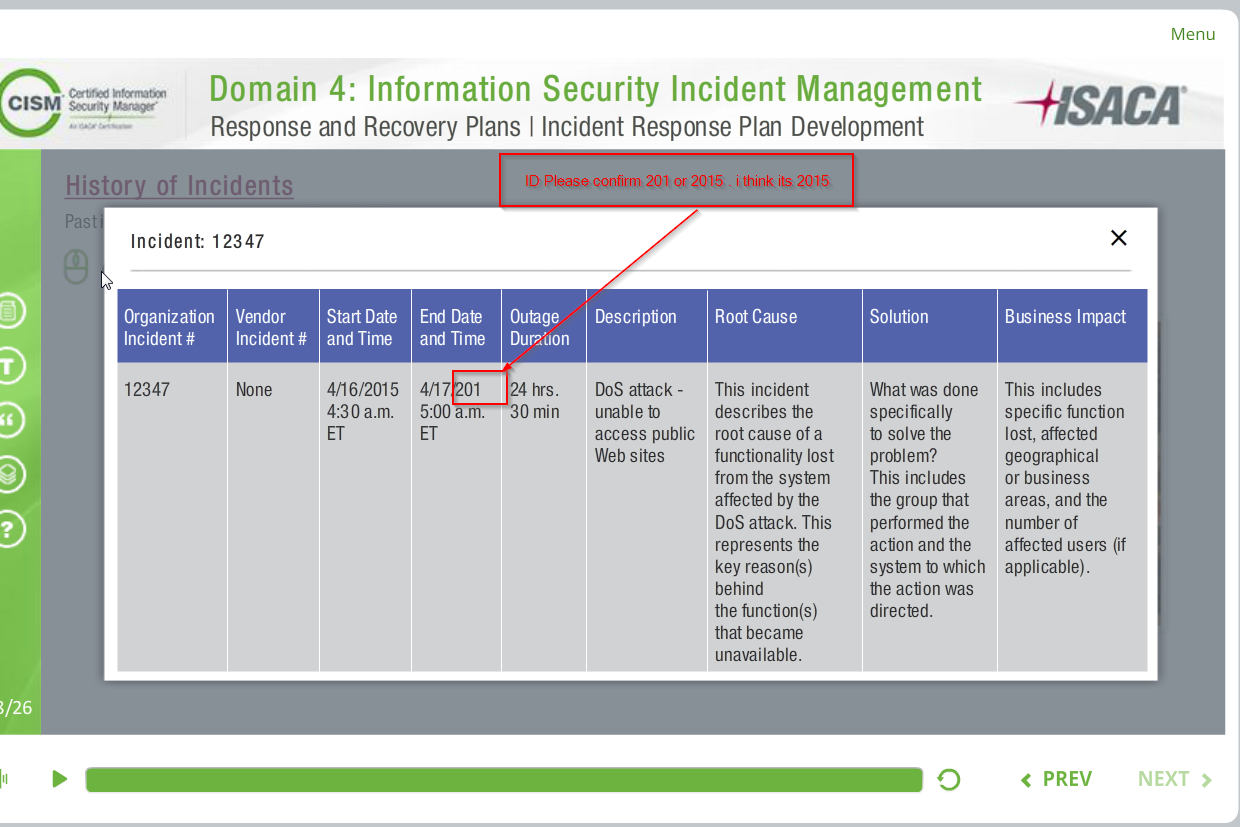 Menu
CISM
Certified Information
Security Manager®
An ISACA® Certification
Domain 4: Information Security Incident Management
Response and Recovery Plans | Incident Response Plan Development
ISACA®
ID Please confirm 201 or 2015 . i think its 2015
History of Incidents
Past
Incident: 12347
Organization
Incident #
Vendor
Incident #
Start Date
and Time
End Date
and Time
Outage
Duration
Description
Root Cause
Solution
Business Impact
12347
None
4/16/2015
4:30 a.m.
ET
4/17/201
5:00 a.m.
ET
24 hrs.
30 min
DoS attack -
unable to
access public
Web sites
This incident
describes the
root cause of a
functionality lost
from the system
affected by the
DoS attack. This
represents the
key reason(s)
behind
the function(s)
that became
unavailable.
What was done
specifically
to solve the
problem?
This includes
the group that
performed the
action and the
system to which
the action was
directed.
This includes
specific function
lost, affected
geographical
or business
areas, and the
number of
affected users (if
applicable).
T
?
/26
PREV
NEXT